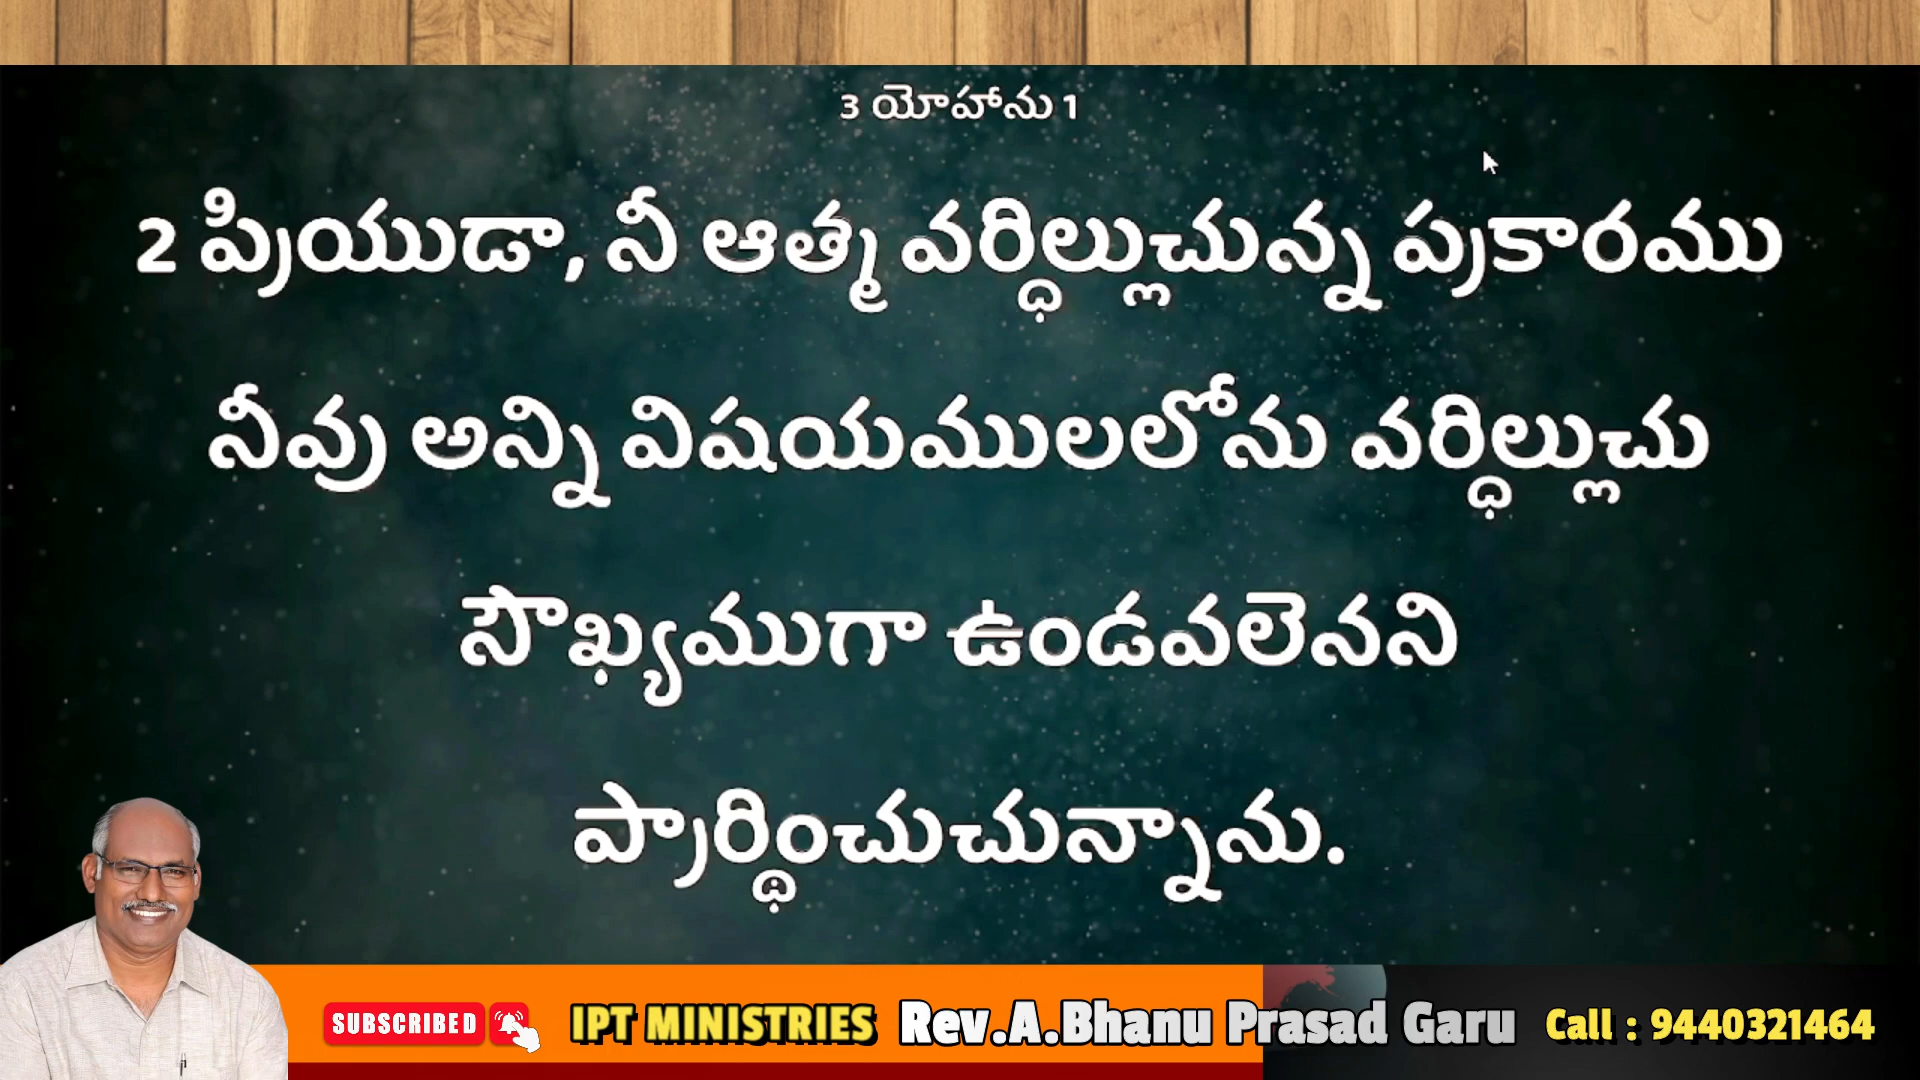 3 యోహాను 1
2 ప్రియుడా, నీ ఆత్మ వర్ధిల్లుచున్న ప్రకారము
నీవు అన్ని విషయములలోను వర్ధిల్లుచు
సౌఖ్యముగా ఉండవలెనని
ప్రార్థించుచున్నాను.
SUBSCRIBED IPT MINISTRIES Rev.A.Bhanu Prasad Garu Call : 9440321464